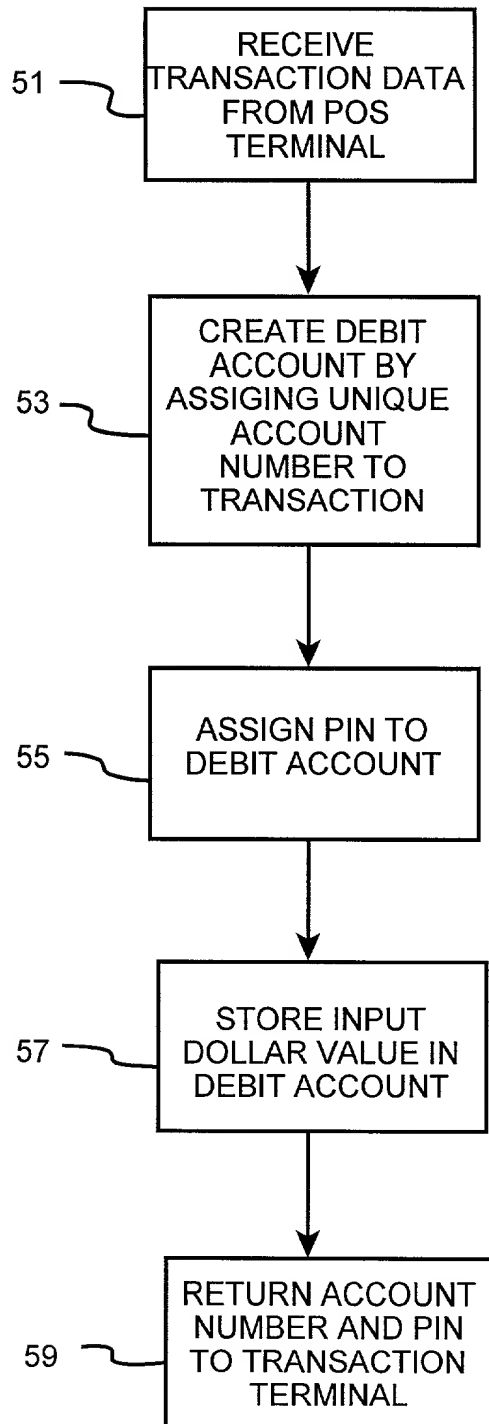 51
RECEIVE
TRANSACTION DATA
FROM POS
TERMINAL
53
CREATE DEBIT
ACCOUNT BY
ASSIGING UNIQUE
ACCOUNT
NUMBER TO
TRANSACTION
55
ASSIGN PIN TO
DEBIT ACCOUNT
57
STORE INPUT
DOLLAR VALUE IN
DEBIT ACCOUNT
59
RETURN ACCOUNT
NUMBER AND PIN
TO TRANSACTION
TERMINAL